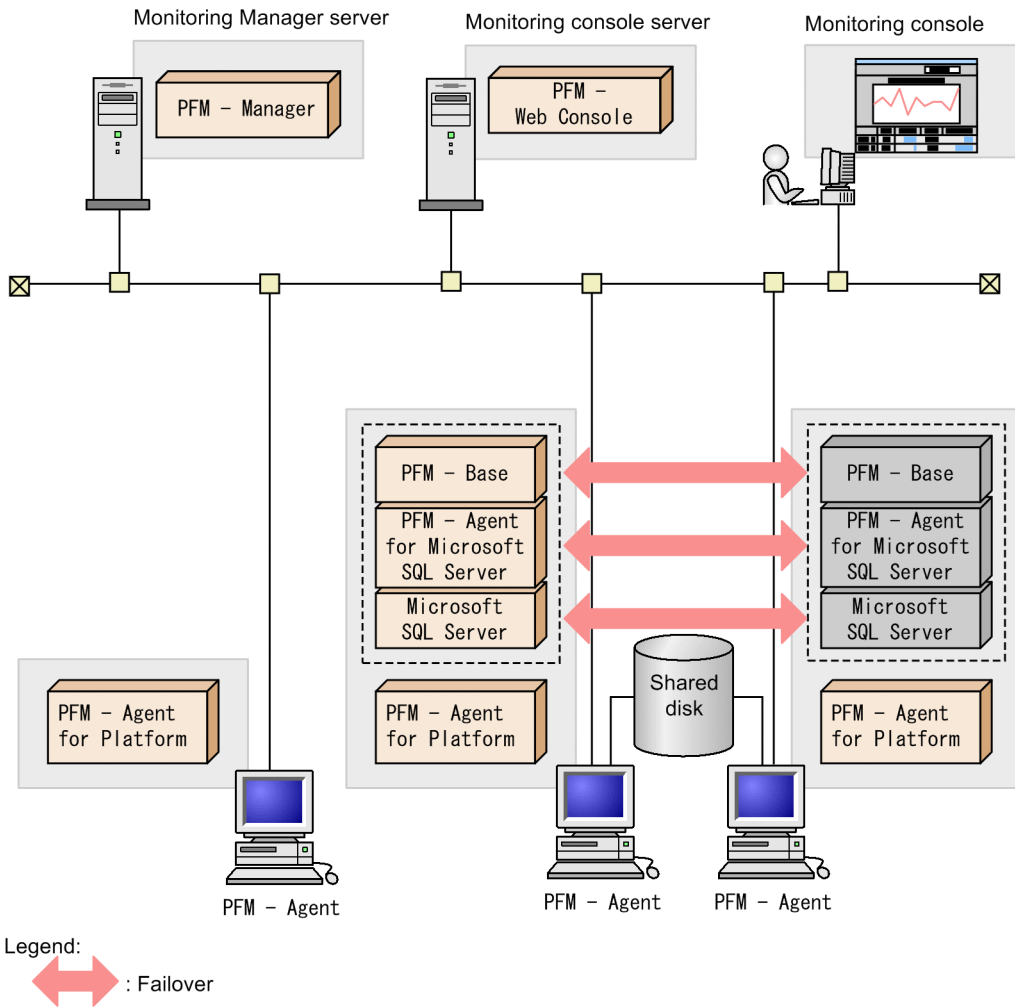 Monitoring Manager server
Monitoring console server
Monitoring console
PFM - Manager
PFM -
Web Console
PFM - Base
PFM - Agent
for Microsoft
SQL Server
Microsoft
SQL Server
PFM - Base
PFM - Agent
for Microsoft
SQL Server
Microsoft
SQL Server
Shared
disk
PFM - Agent
for Platform
PFM - Agent
for Platform
PFM - Agent
for Platform
PFM - Agent
PFM - Agent
PFM - Agent
Legend:
: Failover